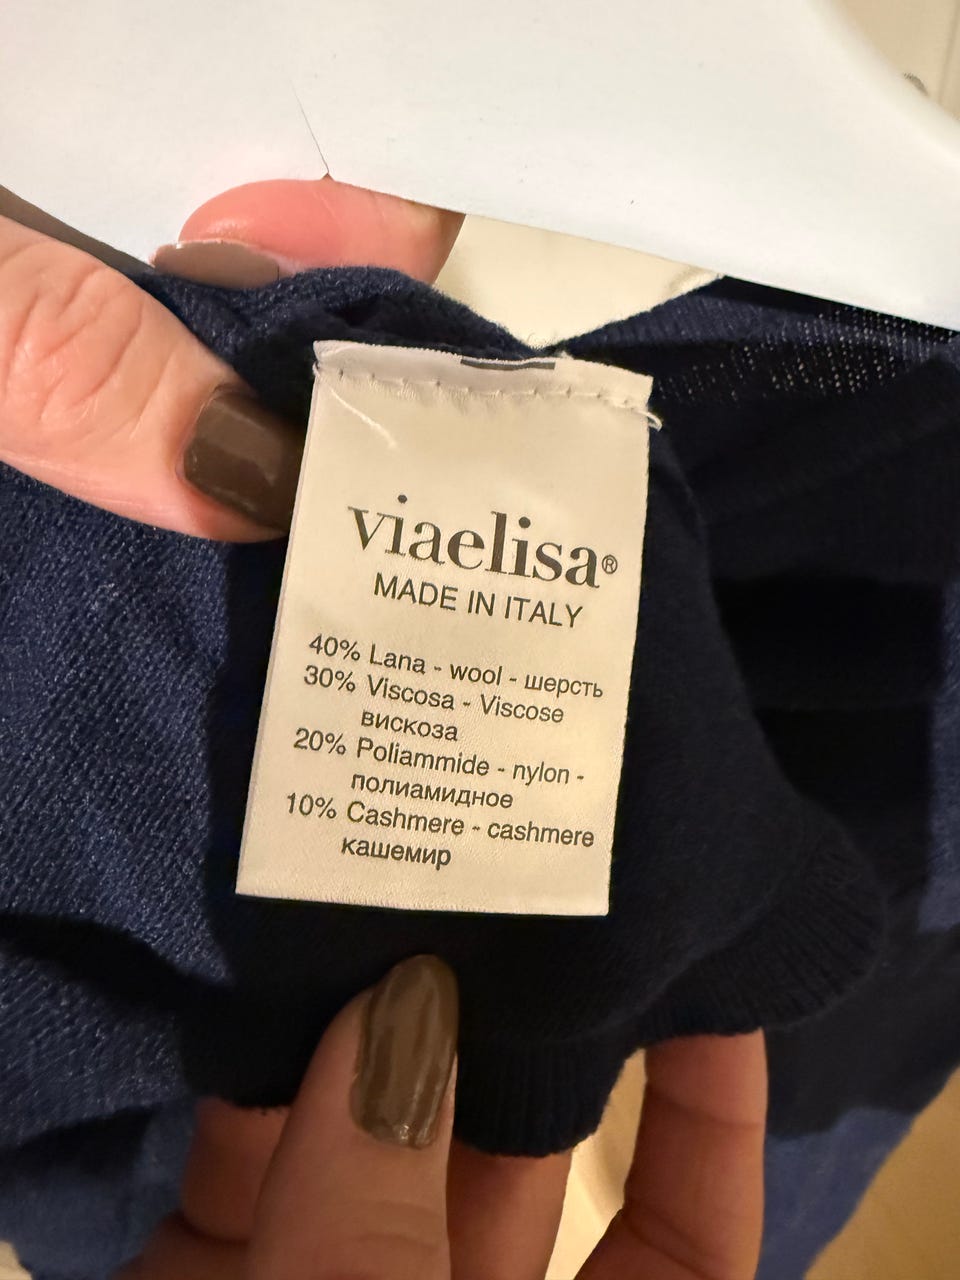 viaelisa®
MADE IN ITALY
40% Lana - wool - шерсть
30% Viscosa - Viscose
вискоза
20% Poliammide - nylon -
полиамидное
10% Cashmere - cashmere
кашемир